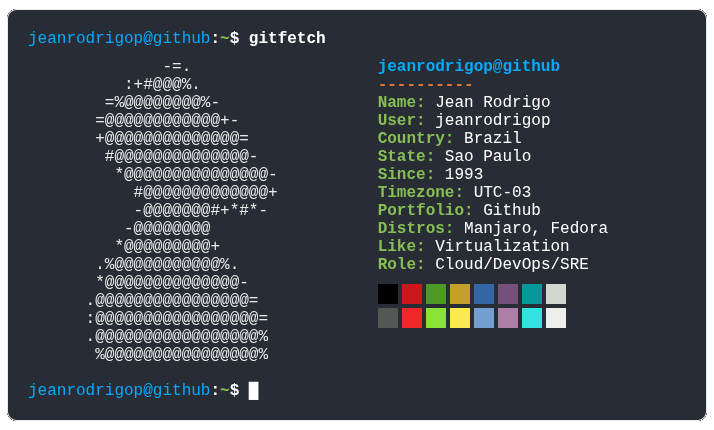 jeanrodrigop@github:~$ gitfetch
-=.
:+#@@@%.
=%@@@@@@@@%-
=@@@@@@@@@@@@+-
+@@@@@@@@@@@@@@=
#@@@@@@@@@@@@@@-
*@@@@@@@@@@@@@@@-
#@@@@@@@@@@@@@+
-@@@@@@@#+*#*-
-@@@@@@@@
*@@@@@@@@@+
.%@@@@@@@@@@@%.
*@@@@@@@@@@@@@@-
.@@@@@@@@@@@@@@@@=
:@@@@@@@@@@@@@@@@@=
.@@@@@@@@@@@@@@@@@%
%@@@@@@@@@@@@@@@@%
jeanrodrigop@github
----------
Name: Jean Rodrigo
User: jeanrodrigop
Country: Brazil
State: Sao Paulo
Since: 1993
Timezone: UTC-03
Portfolio: Github
Distros: Manjaro, Fedora
Like: Virtualization
Role: Cloud/DevOps/SRE
jeanrodrigop@github:~$